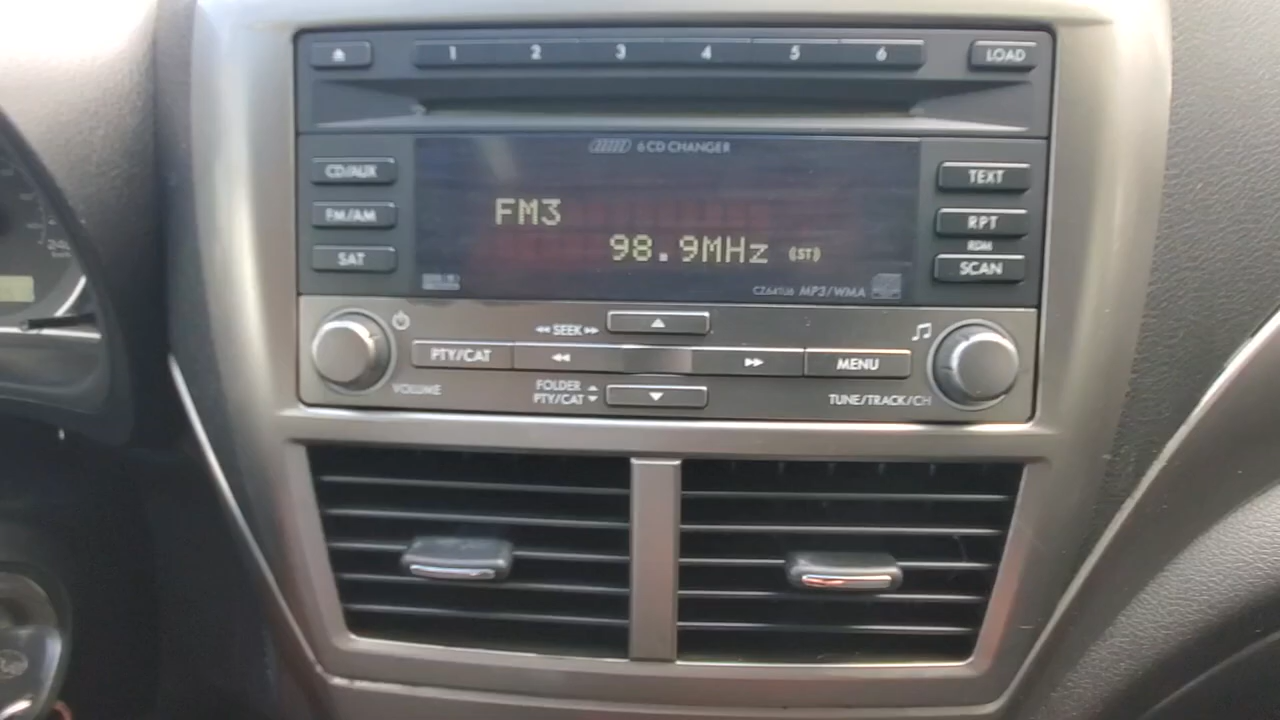 1 2 3 4 5 6 LOAD
6 CD CHANGER
CD/AUX
TEXT
FM3
FM/AM
RPT
98.9MHz (ST)
RDM
SAT
SCAN
CZ641U6 MP3/WMA
SEEK
PTY/CAT
MENU
VOLUME
FOLDER
PTY/CAT
TUNE/TRACK/CH